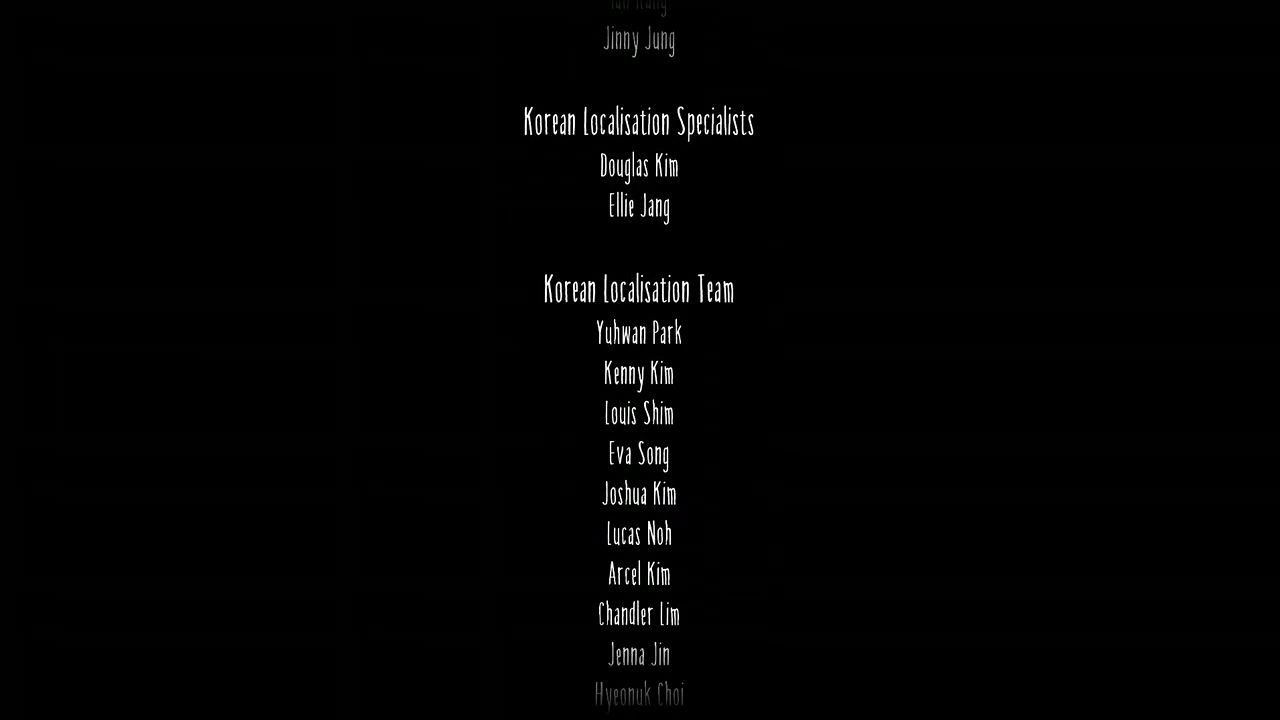 Jinny Jung
Korean Localisation Specialists
Douglas Kim
Ellie Jang
Korean Localisation Team
Yuhwan Park
Kenny Kim
Louis Shim
Eva Song
Joshua Kim
Lucas Noh
Arcel Kim
Chandler Lim
Jenna Jin
Hyeonuk Choi